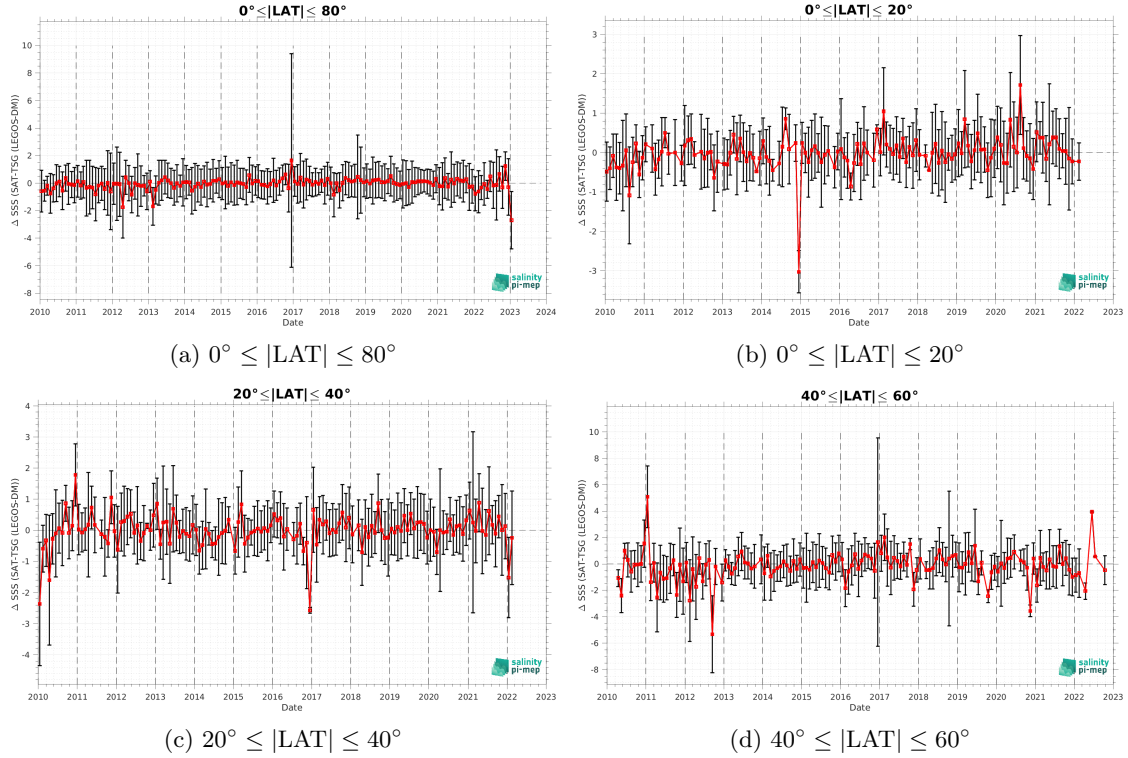 0°≤|LAT|≤ 80°
Δ SSS (SAT-TSG (LEGOS-DM))
10
8
6
4
2
0
-2
-4
-6
-8
2010 2011 2012 2013 2014 2015 2016 2017 2018 2019 2020 2021 2022 2023 2024
Date
salinity
pi-mep
(a) 0° ≤ |LAT| ≤ 80°
0°≤|LAT|≤ 20°
Δ SSS (SAT-TSG (LEGOS-DM))
3
2
1
0
-1
-2
-3
2010 2011 2012 2013 2014 2015 2016 2017 2018 2019 2020 2021 2022 2023
Date
salinity
pi-mep
(b) 0° ≤ |LAT| ≤ 20°
20°≤|LAT|≤ 40°
Δ SSS (SAT-TSG (LEGOS-DM))
4
3
2
1
0
-1
-2
-3
-4
2010 2011 2012 2013 2014 2015 2016 2017 2018 2019 2020 2021 2022 2023
Date
salinity
pi-mep
(c) 20° ≤ |LAT| ≤ 40°
40°≤|LAT|≤ 60°
Δ SSS (SAT-TSG (LEGOS-DM))
10
8
6
4
2
0
-2
-4
-6
-8
2010 2011 2012 2013 2014 2015 2016 2017 2018 2019 2020 2021 2022 2023
Date
salinity
pi-mep
(d) 40° ≤ |LAT| ≤ 60°